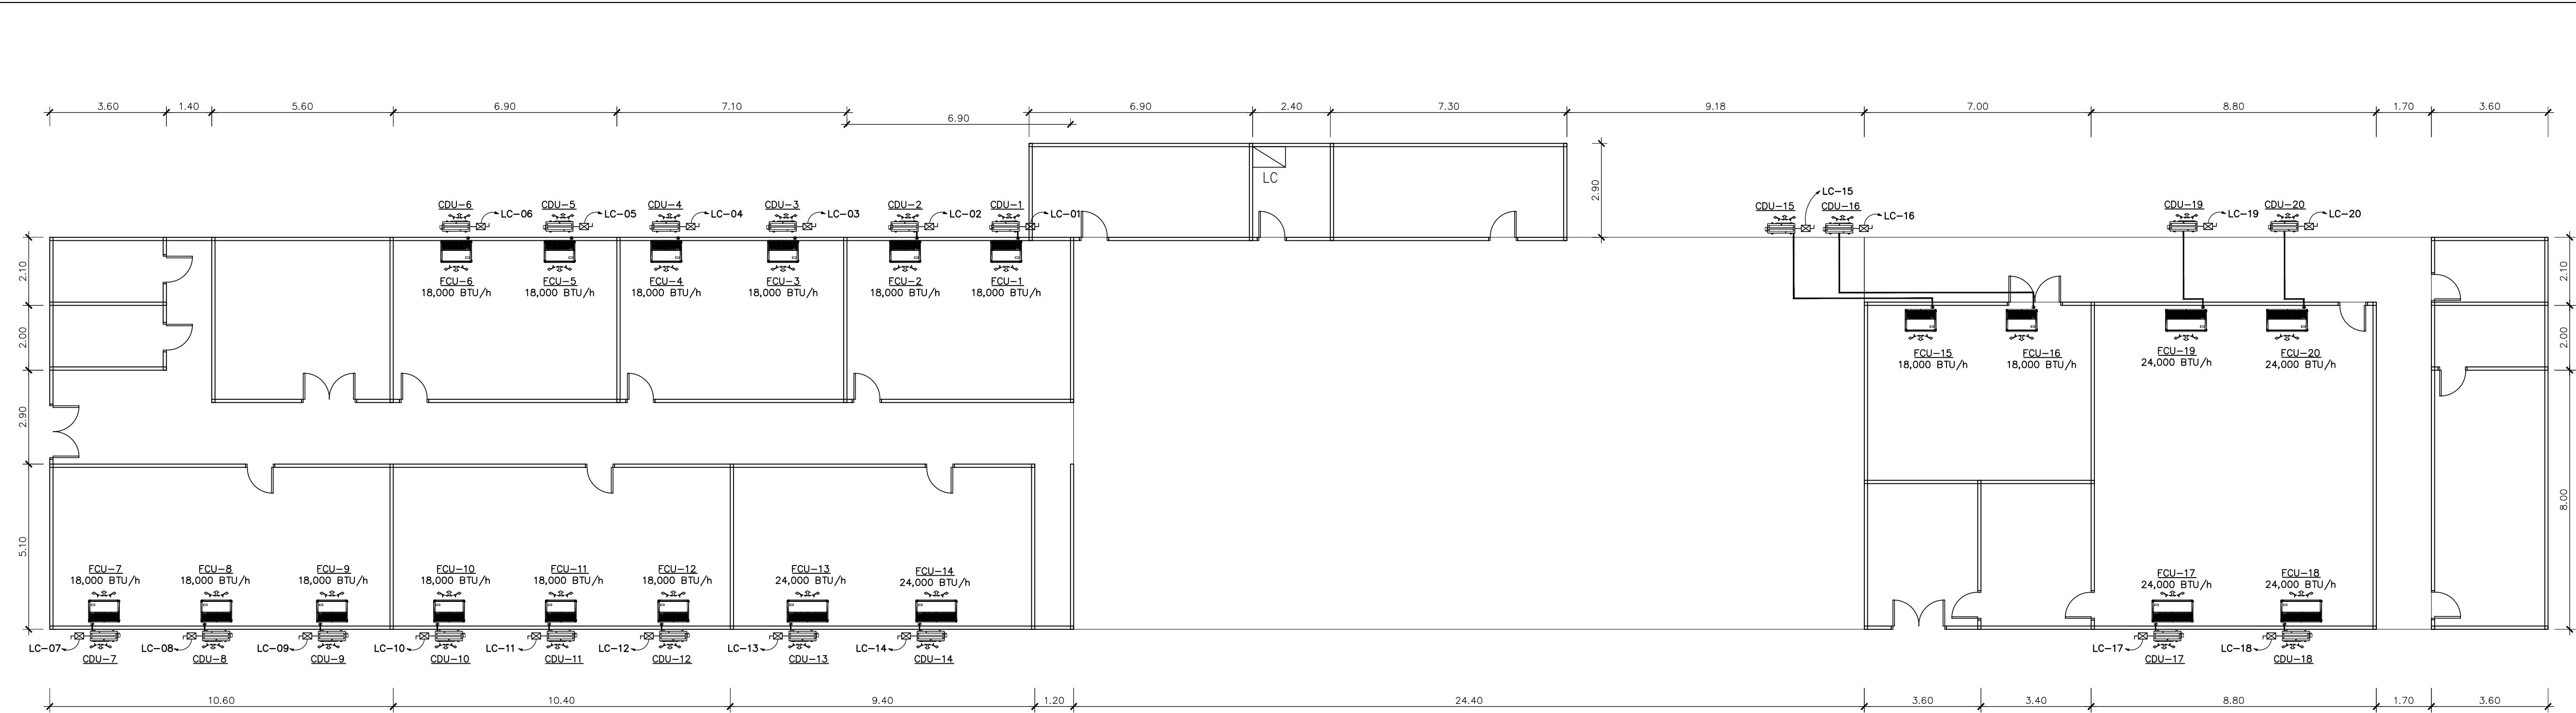 3.60 1.40 5.60 6.90 7.10 6.90 2.40 7.30 9.18 7.00 8.80 1.70 3.60
6.90
LC
2.90
CDU-6 CDU-5 CDU-4 CDU-3 CDU-2 CDU-1 CDU-15 CDU-16 CDU-19 CDU-20
LC-06 LC-05 LC-04 LC-03 LC-02 LC-01 LC-15 LC-16 LC-19 LC-20
FCU-6 FCU-5 FCU-4 FCU-3 FCU-2 FCU-1
18,000 BTU/h 18,000 BTU/h 18,000 BTU/h 18,000 BTU/h 18,000 BTU/h 18,000 BTU/h
2.10 2.10
2.00 2.00
FCU-15 FCU-16 FCU-19 FCU-20
18,000 BTU/h 18,000 BTU/h 24,000 BTU/h 24,000 BTU/h
2.90
8.00
5.10
FCU-7 FCU-8 FCU-9 FCU-10 FCU-11 FCU-12 FCU-13 FCU-14 FCU-17 FCU-18
18,000 BTU/h 18,000 BTU/h 18,000 BTU/h 18,000 BTU/h 18,000 BTU/h 18,000 BTU/h 24,000 BTU/h 24,000 BTU/h 24,000 BTU/h 24,000 BTU/h
LC-07 LC-08 LC-09 LC-10 LC-11 LC-12 LC-13 LC-14 LC-17 LC-18
CDU-7 CDU-8 CDU-9 CDU-10 CDU-11 CDU-12 CDU-13 CDU-14 CDU-17 CDU-18
10.60 10.40 9.40 1.20 24.40 3.60 3.40 8.80 1.70 3.60